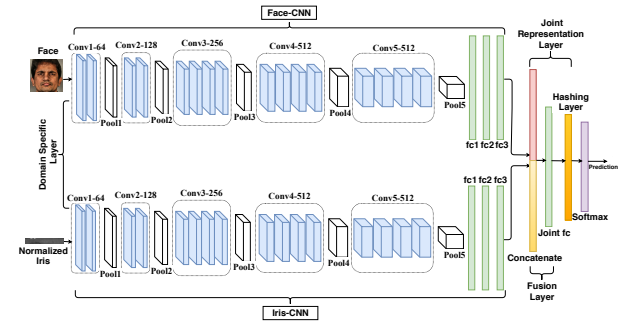 Face-CNN
Joint
Representation
Layer
Face
Conv1-64
Conv2-128
Conv3-256
Conv4-512
Conv5-512
Hashing
Layer
Pool1
Pool2
Pool3
Pool4
Pool5
fc1 fc2 fc3
Domain Specific
Layer
Prediction
Conv1-64
Conv2-128
Conv3-256
Conv4-512
Conv5-512
fc1 fc2 fc3
Softmax
Joint fc
Normalized
Iris
Pool1
Pool2
Pool3
Pool4
Pool5
Concatenate
Fusion
Layer
Iris-CNN